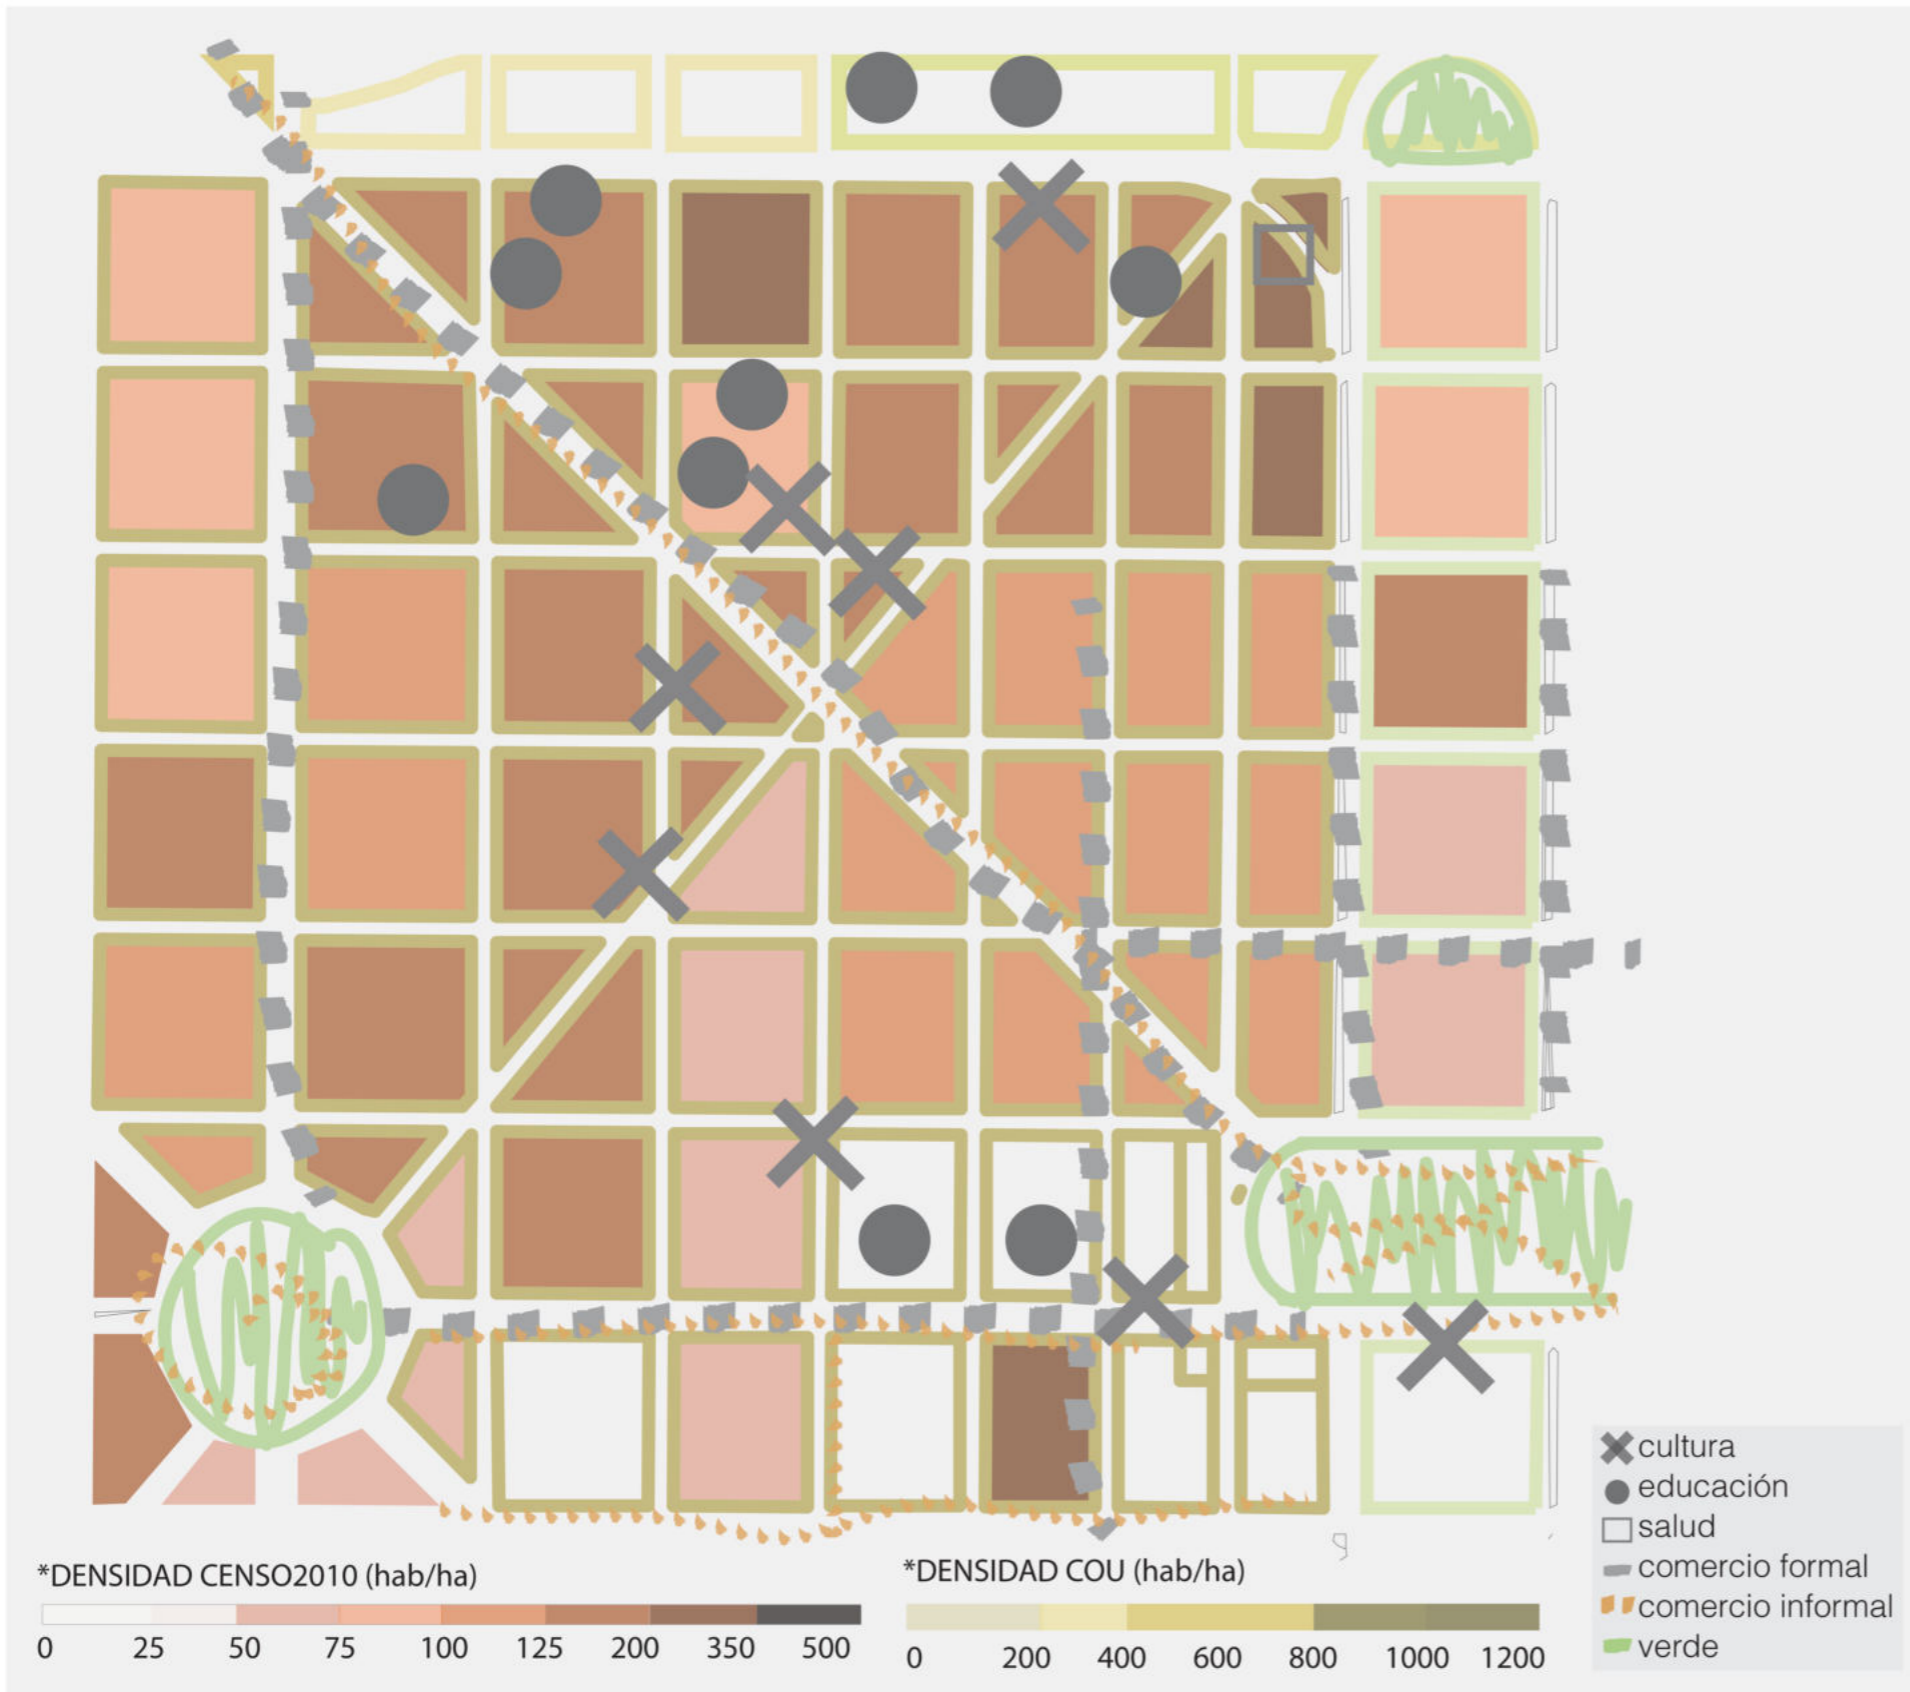 cultura
educación
salud
comercio formal
comercio informal
verde
*DENSIDAD CENSO2010 (hab/ha)
0 25 50 75 100 125 200 350 500
*DENSIDAD COU (hab/ha)
0 200 400 600 800 1000 1200